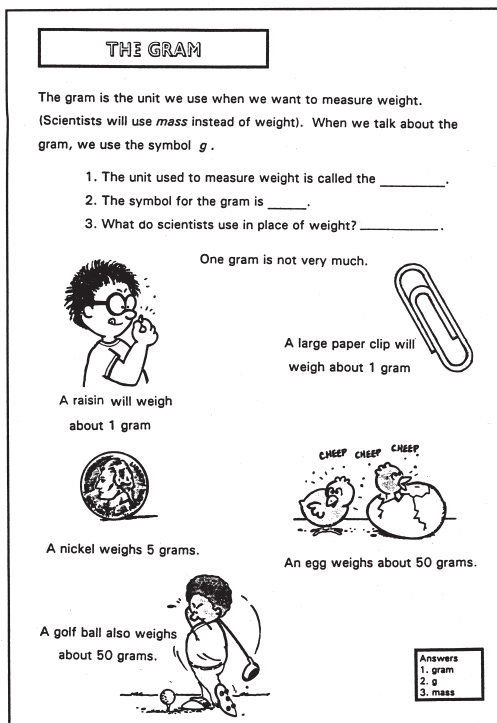 THE GRAM
The gram is the unit we use when we want to measure weight.
(Scientists will use mass instead of weight). When we talk about the
gram, we use the symbol g .
1. The unit used to measure weight is called the __________.
2. The symbol for the gram is ______.
3. What do scientists use in place of weight? ____________ .
One gram is not very much.
A large paper clip will
weigh about 1 gram
A raisin will weigh
about 1 gram
CHEEP CHEEP CHEEP
A nickel weighs 5 grams.
An egg weighs about 50 grams.
A golf ball also weighs
about 50 grams.
Answers
1. gram
2. g
3. mass